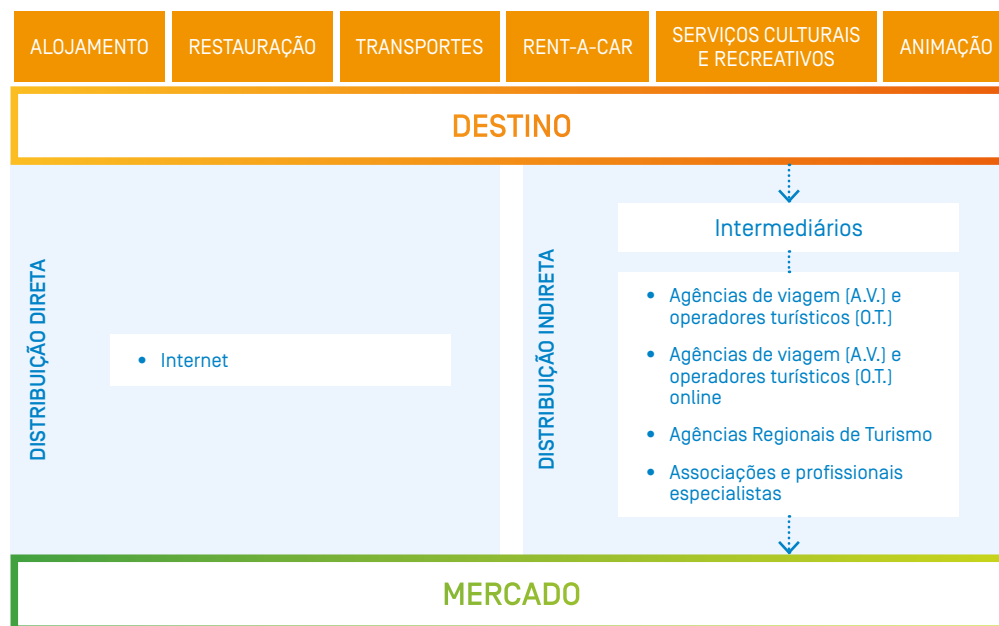 ALOJAMENTO
RESTAURAÇÃO
TRANSPORTES
RENT-A-CAR
SERVIÇOS CULTURAIS
E RECREATIVOS
ANIMAÇÃO
DESTINO
DISTRIBUIÇÃO DIRETA
• Internet
DISTRIBUIÇÃO INDIRETA
Intermediários
• Agências de viagem (A.V.) e
operadores turísticos (O.T.)
• Agências de viagem (A.V.) e
operadores turísticos (O.T.)
online
• Agências Regionais de Turismo
• Associações e profissionais
especialistas
MERCADO